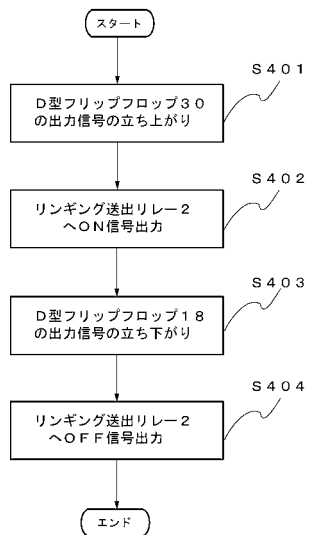 スタート
S401
D型フリップフロップ30
の出力信号の立ち上がり
S402
リンギング送出リレー2
へON信号出力
S403
D型フリップフロップ18
の出力信号の立ち下がり
S404
リンギング送出リレー2
へOFF信号出力
エンド